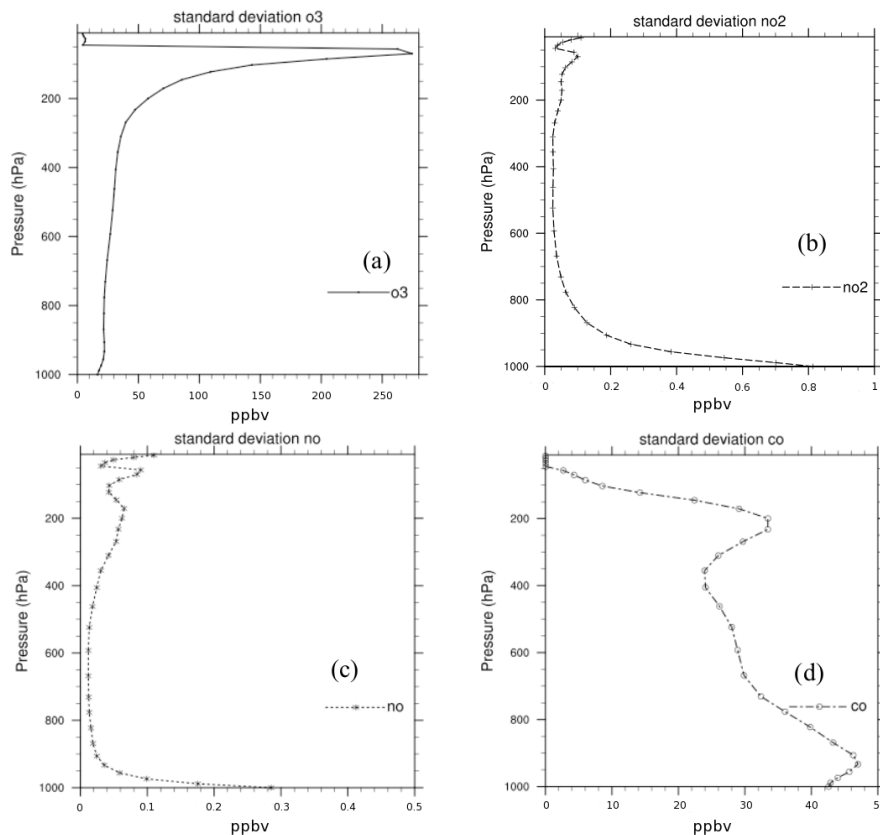 standard deviation o3
200
400
600
800
1000
0
50
100
150
200
250
Pressure (hPa)
ppbv
(a)
o3
standard deviation no2
200
400
600
800
1000
0
0.2
0.4
0.6
0.8
1
Pressure (hPa)
ppbv
(b)
no2
standard deviation no
200
400
600
800
1000
0
0.1
0.2
0.3
0.4
0.5
Pressure (hPa)
ppbv
(c)
no
standard deviation co
200
400
600
800
1000
0
10
20
30
40
5
Pressure (hPa)
ppbv
(d)
co